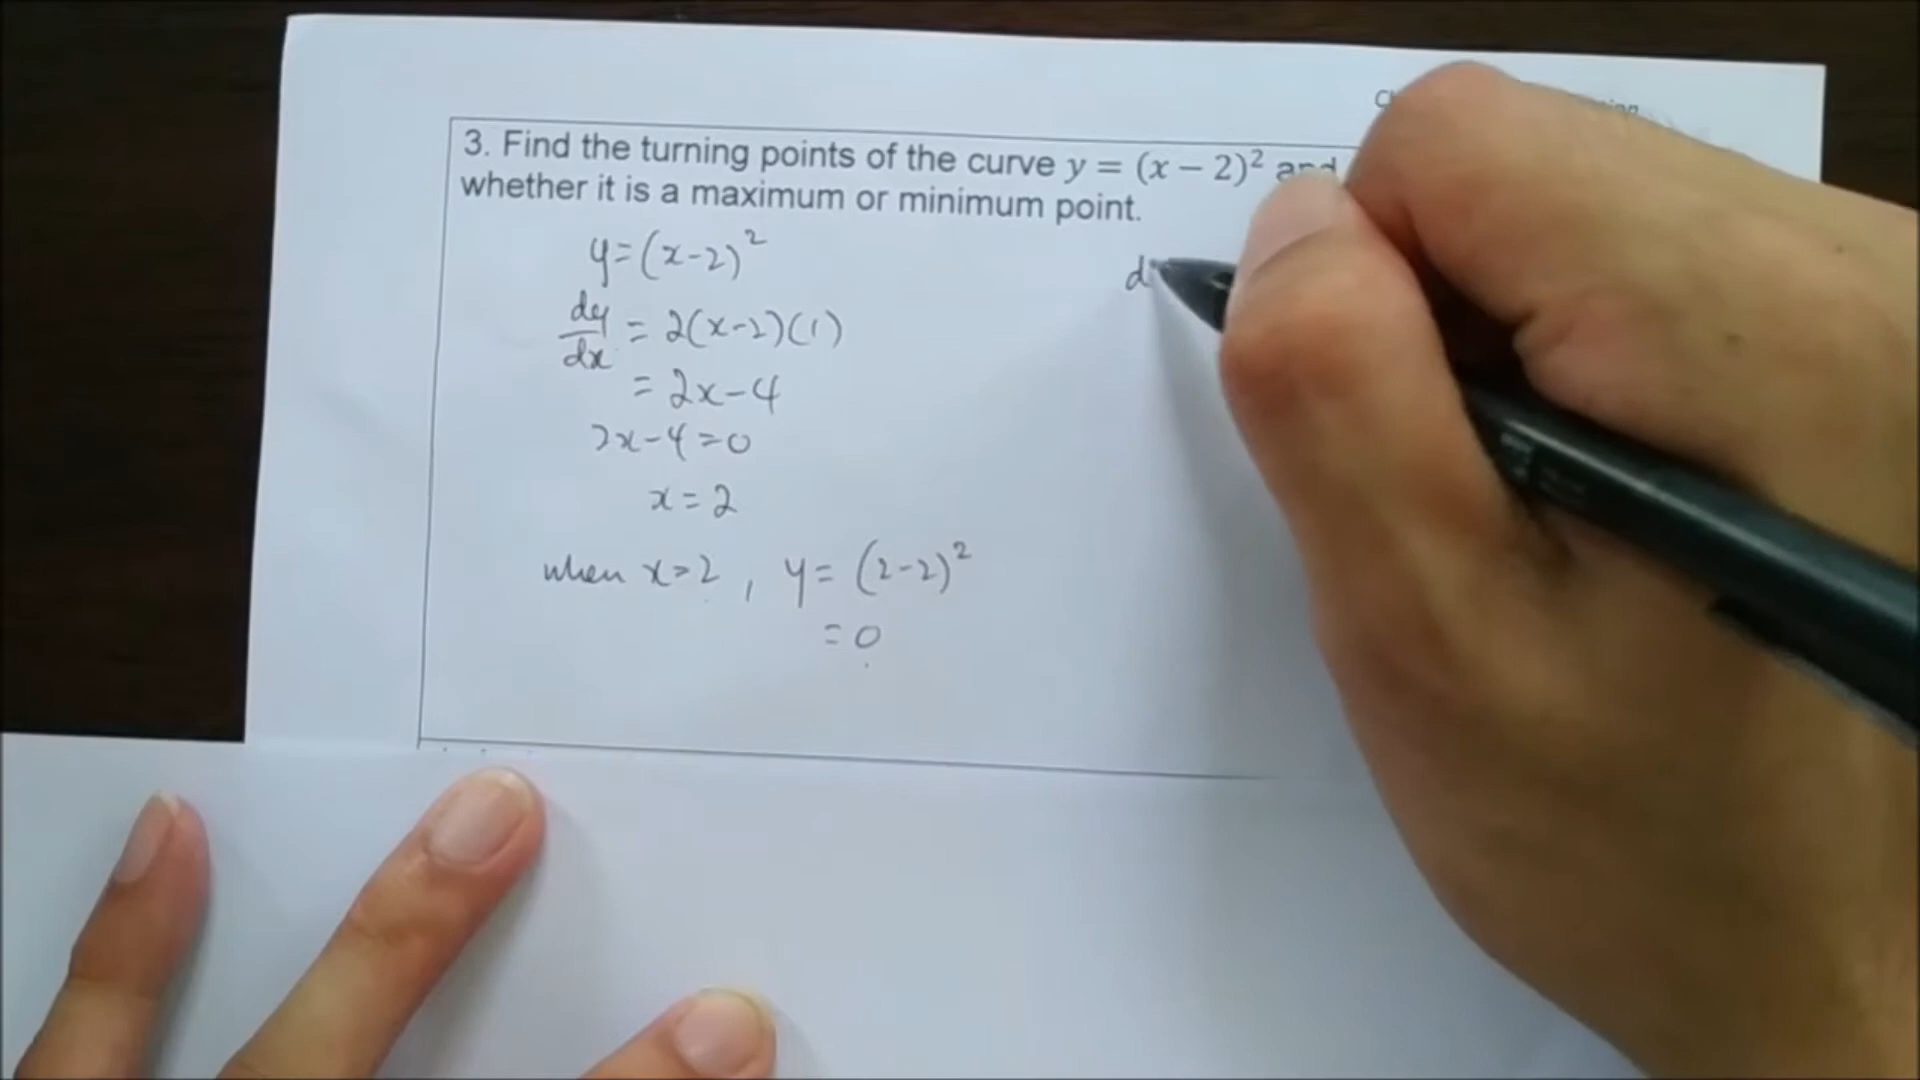 3. Find the turning points of the curve y = (x − 2)² and
whether it is a maximum or minimum point.
y=(x-2)²
dy/dx = 2(x-2)(1)
= 2x-4
2x-4=0
x=2
when x=2, y= (2-2)²
=0
d